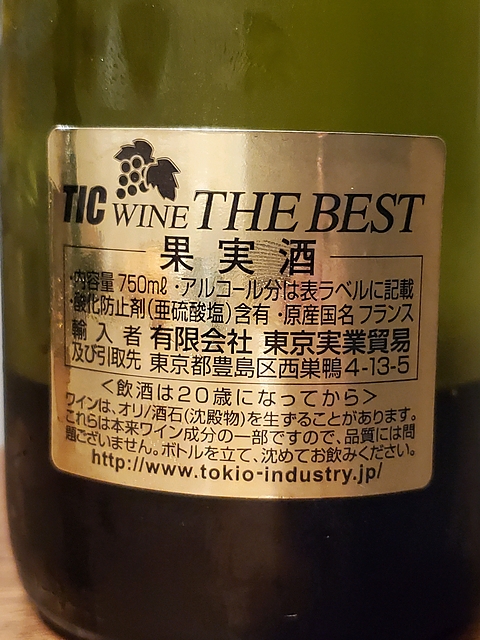 TIC WINE THE BEST
果実酒
・内容量 750mℓ ・アルコール分は表ラベルに記載
・酸化防止剤(亜硫酸塩)含有 ・原産国名 フランス
輸入者 有限会社 東京実業貿易
及び引取先 東京都豊島区西巣鴨4-13-5
<飲酒は20歳になってから>
ワインは、オリ/酒石(沈殿物)を生ずることがあります。
これらは本来ワイン成分の一部ですので、品質には問
題ございません。ボトルを立て、沈めてお飲みください。
http://www.tokio-industry.jp/